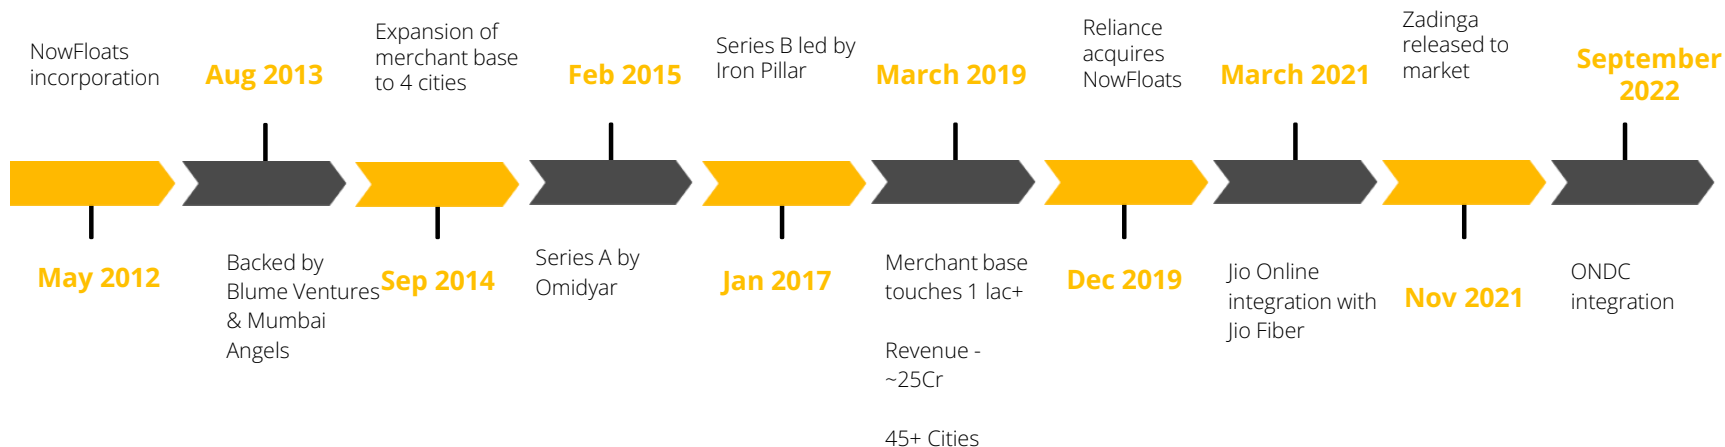 NowFloats
incorporation
May 2012
Aug 2013
Backed by
Blume Ventures
& Mumbai
Angels
Expansion of
merchant base
to 4 cities
Sep 2014
Feb 2015
Series A by
Omidyar
Series B led by
Iron Pillar
Jan 2017
March 2019
Merchant base
touches 1 lac+
Revenue -
~25Cr
45+ Cities
Reliance
acquires
NowFloats
Dec 2019
March 2021
Jio Online
integration with
Jio Fiber
Zadinga
released to
market
Nov 2021
September
2022
ONDC
integration